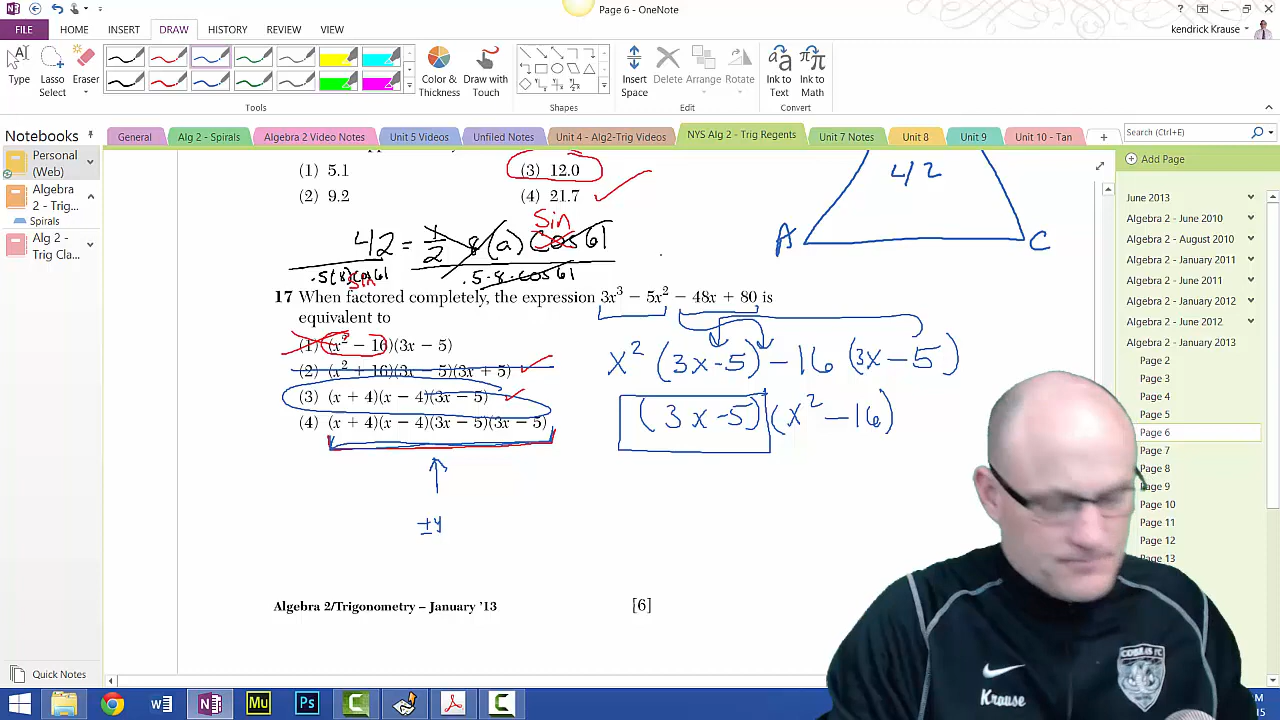 Page 6 - OneNote
FILE HOME INSERT DRAW HISTORY REVIEW VIEW
kendrick Krause
Type Lasso Select Eraser
Color & Thickness Draw with Touch
Insert Space Delete Arrange Rotate Ink to Text Ink to Math
Tools Shapes Edit Convert
Notebooks
General Alg 2 - Spirals Algebra 2 Video Notes Unit 5 Videos Unfiled Notes Unit 4 - Alg2-Trig Videos NYS Alg 2 - Trig Regents Unit 7 Notes Unit 8 Unit 9 Unit 10 - Tan
Search (Ctrl+E)
Personal (Web)
Algebra 2 - Trig...
Spirals
Alg 2 - Trig Cla...
Quick Notes
(1) 5.1 (3) 12.0
(2) 9.2 (4) 21.7
42
A C
Sin
42 = 1/2 8 (a) cos 61
.5(8)cos61 .5·8·cos61
Sin
17 When factored completely, the expression 3x³ − 5x² − 48x + 80 is
equivalent to
(1) (x² − 16)(3x − 5)
(2) (x² + 16)(3x − 5)(3x + 5)
(3) (x + 4)(x − 4)(3x − 5)
(4) (x + 4)(x − 4)(3x − 5)(3x − 5)
x² (3x-5) − 16 (3x − 5)
(3x-5) (x² − 16)
±4
Algebra 2/Trigonometry – January '13 [6]
Add Page
June 2013
Algebra 2 - June 2010
Algebra 2 - August 2010
Algebra 2 - January 2011
Algebra 2 - June 2011
Algebra 2 - January 2012
Algebra 2 - June 2012
Algebra 2 - January 2013
Page 2
Page 3
Page 4
Page 5
Page 6
Page 7
Page 8
Page 9
Page 10
Page 11
Page 12
Page 13
Krause
Mu
Ps